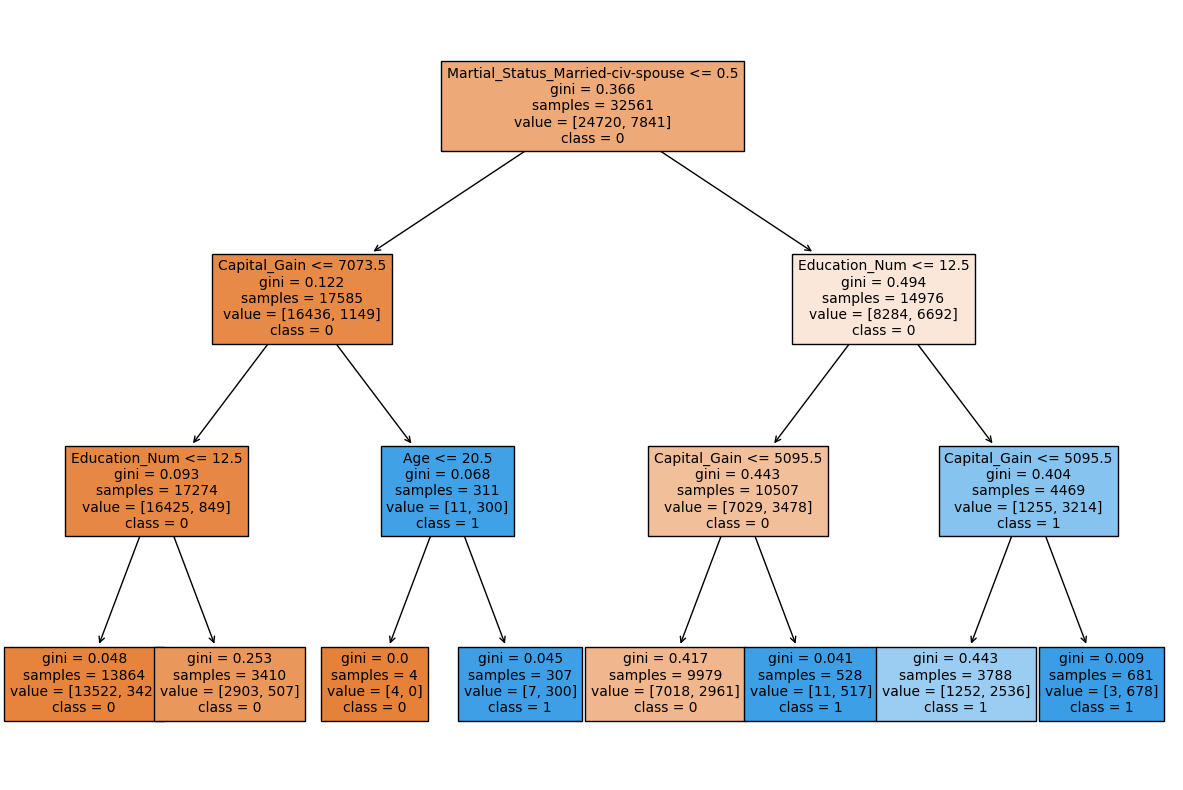 Martial_Status_Married-civ-spouse <= 0.5
gini = 0.366
samples = 32561
value = [24720, 7841]
class = 0
Capital_Gain <= 7073.5
gini = 0.122
samples = 17585
value = [16436, 1149]
class = 0
Education_Num <= 12.5
gini = 0.494
samples = 14976
value = [8284, 6692]
class = 0
Education_Num <= 12.5
gini = 0.093
samples = 17274
value = [16425, 849]
class = 0
Age <= 20.5
gini = 0.068
samples = 311
value = [11, 300]
class = 1
Capital_Gain <= 5095.5
gini = 0.443
samples = 10507
value = [7029, 3478]
class = 0
Capital_Gain <= 5095.5
gini = 0.404
samples = 4469
value = [1255, 3214]
class = 1
gini = 0.048
samples = 13864
value = [13522, 342
class = 0
gini = 0.253
samples = 3410
value = [2903, 507]
class = 0
gini = 0.0
samples = 4
value = [4, 0]
class = 0
gini = 0.045
samples = 307
value = [7, 300]
class = 1
gini = 0.417
samples = 9979
value = [7018, 2961]
class = 0
gini = 0.041
samples = 528
value = [11, 517]
class = 1
gini = 0.443
samples = 3788
value = [1252, 2536]
class = 1
gini = 0.009
samples = 681
value = [3, 678]
class = 1